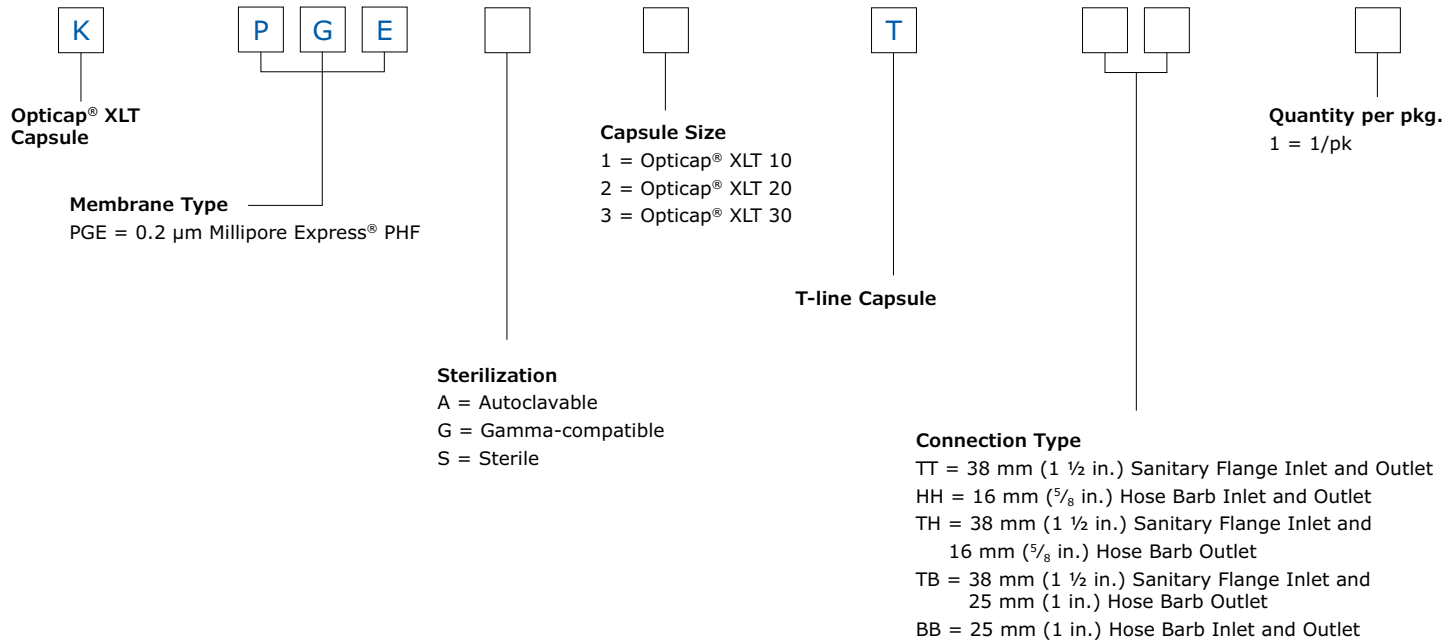 K P G E T
Opticap® XLT
Capsule
Membrane Type
PGE = 0.2 µm Millipore Express® PHF
Sterilization
A = Autoclavable
G = Gamma-compatible
S = Sterile
Capsule Size
1 = Opticap® XLT 10
2 = Opticap® XLT 20
3 = Opticap® XLT 30
T-line Capsule
Connection Type
TT = 38 mm (1 ½ in.) Sanitary Flange Inlet and Outlet
HH = 16 mm (⁵⁄₈ in.) Hose Barb Inlet and Outlet
TH = 38 mm (1 ½ in.) Sanitary Flange Inlet and
16 mm (⁵⁄₈ in.) Hose Barb Outlet
TB = 38 mm (1 ½ in.) Sanitary Flange Inlet and
25 mm (1 in.) Hose Barb Outlet
BB = 25 mm (1 in.) Hose Barb Inlet and Outlet
Quantity per pkg.
1 = 1/pk